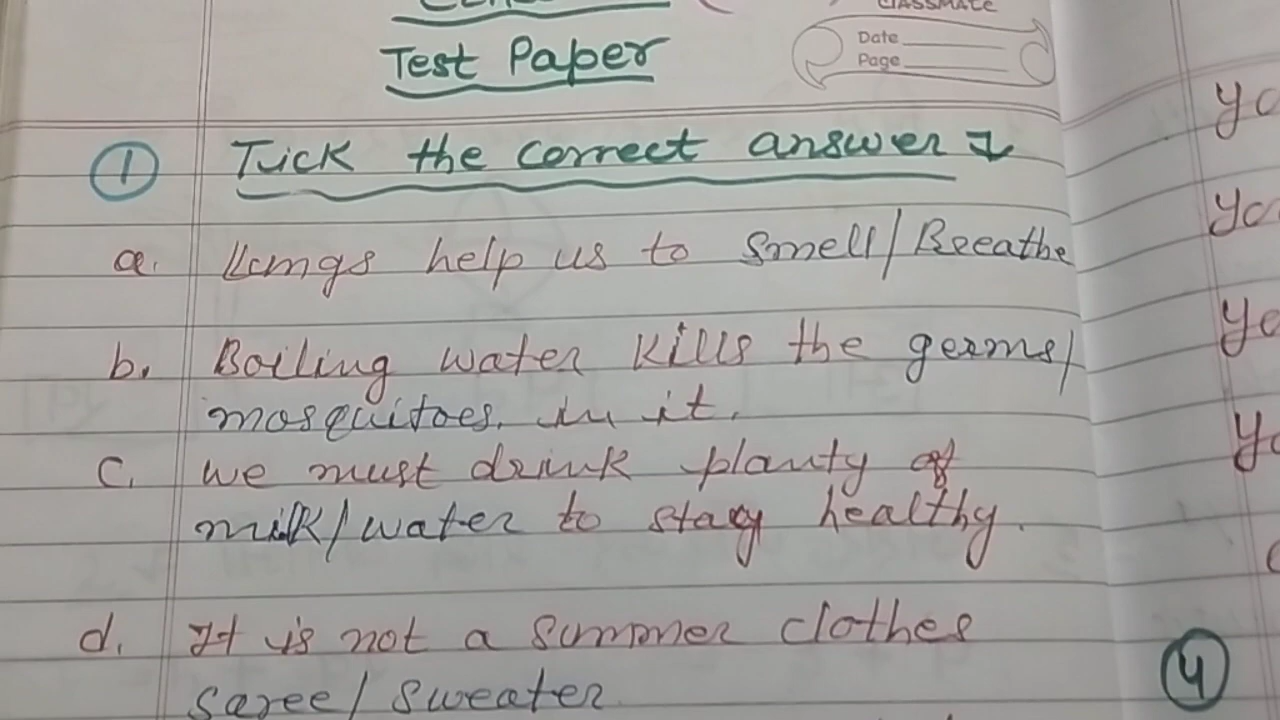 Test Paper
CLASSMATE
Date
Page
1 Tick the correct answer
a. Lungs help us to Smell/Breathe
b. Boiling water kills the germs/
mosquitoes. in it.
c. we must drink planty of
milk/water to stay healthy.
d. It is not a summer clothes
saree/ sweater
4